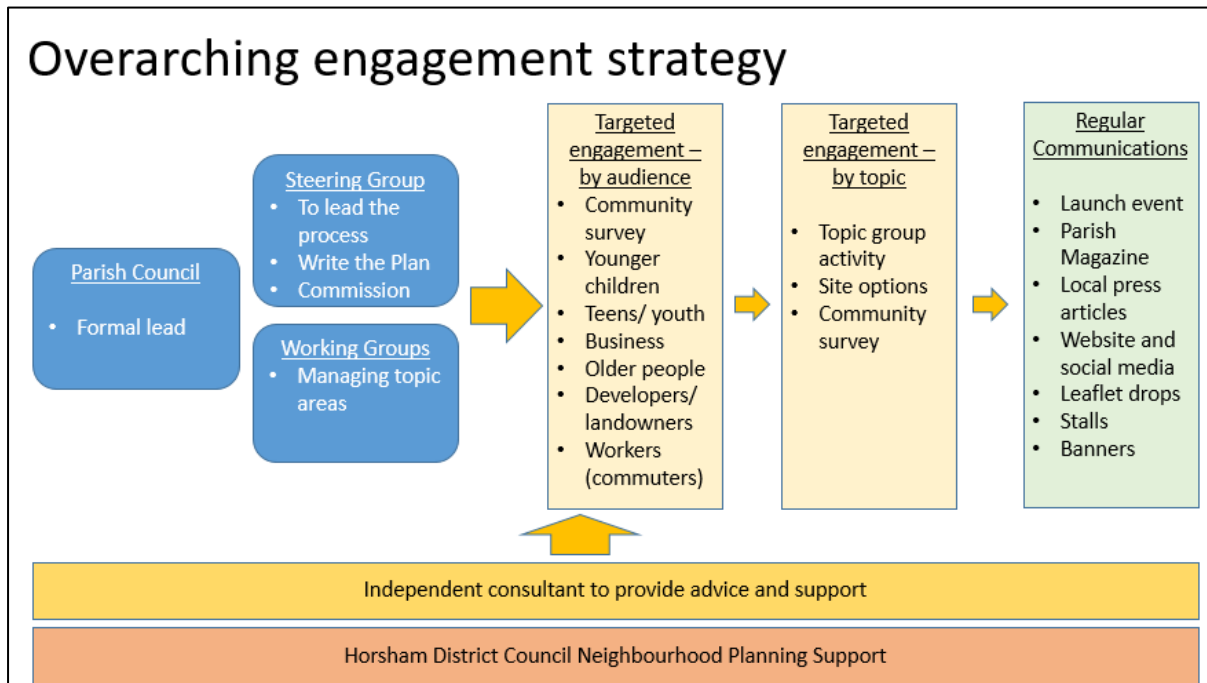 Overarching engagement strategy
Parish Council
• Formal lead
Steering Group
• To lead the
process
• Write the Plan
• Commission
Working Groups
• Managing topic
areas
Targeted
engagement –
by audience
• Community
survey
• Younger
children
• Teens/ youth
• Business
• Older people
• Developers/
landowners
• Workers
(commuters)
Targeted
engagement –
by topic
• Topic group
activity
• Site options
• Community
survey
Regular
Communications
• Launch event
• Parish
Magazine
• Local press
articles
• Website and
social media
• Leaflet drops
• Stalls
• Banners
Independent consultant to provide advice and support
Horsham District Council Neighbourhood Planning Support